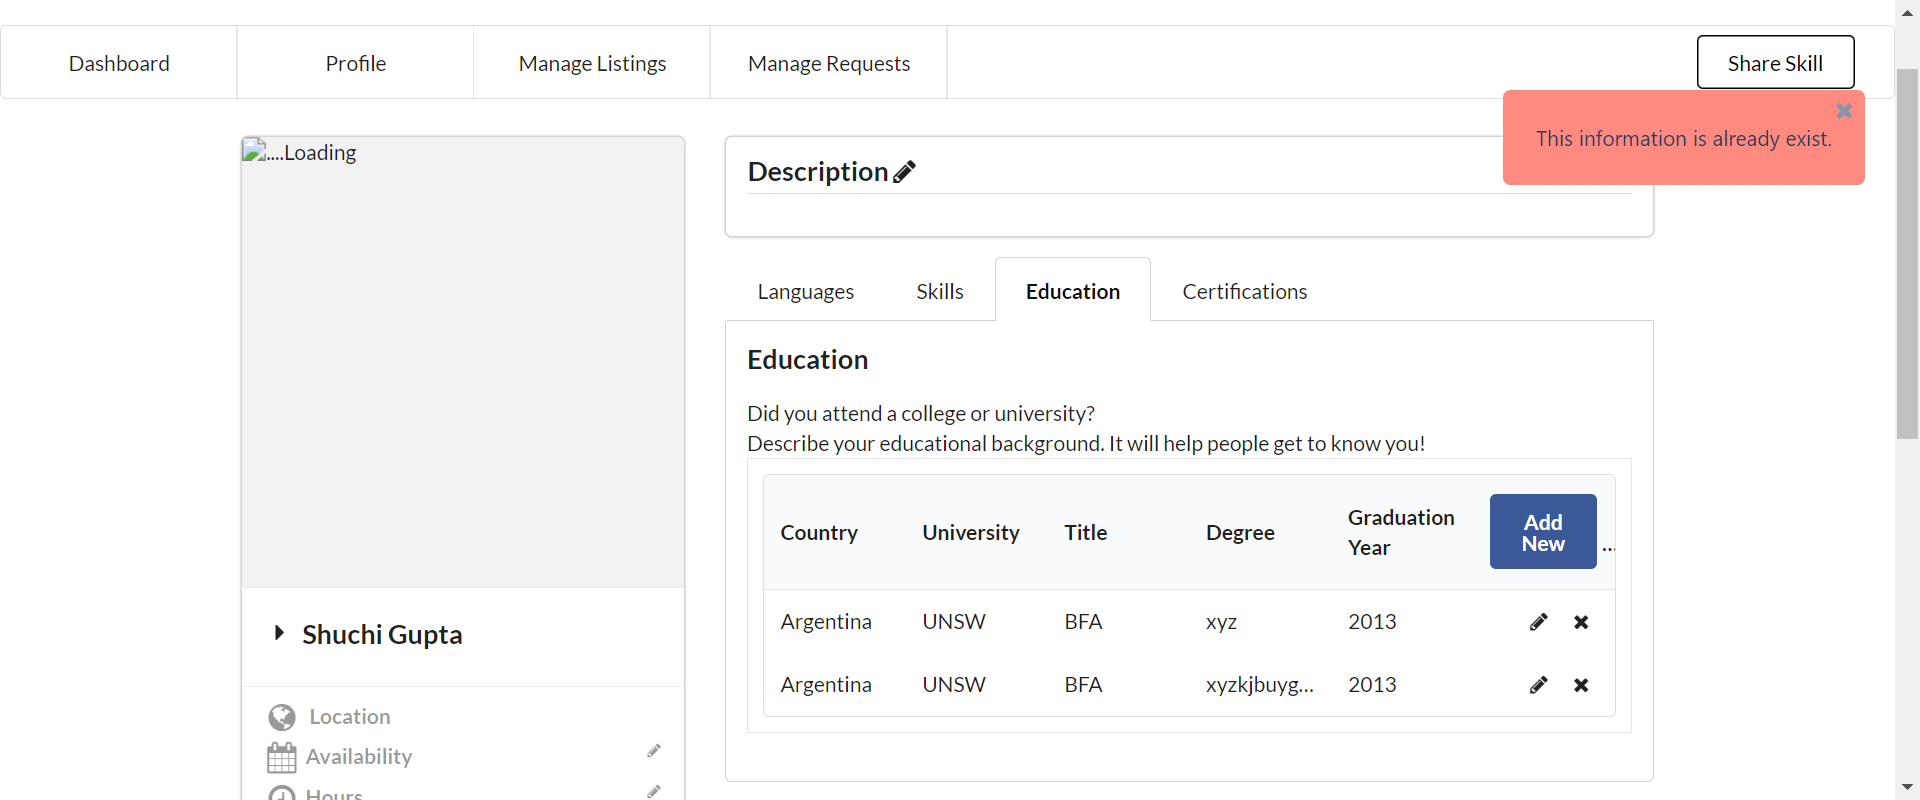 Dashboard
Profile
Manage Listings
Manage Requests
Share Skill
This information is already exist.
....Loading
Description
Languages
Skills
Education
Certifications
Education
Did you attend a college or university?
Describe your educational background. It will help people get to know you!
Country University Title Degree Graduation Year Add New ...
Argentina UNSW BFA xyz 2013
Argentina UNSW BFA xyzkjbuyg... 2013
Shuchi Gupta
Location
Availability
Hours